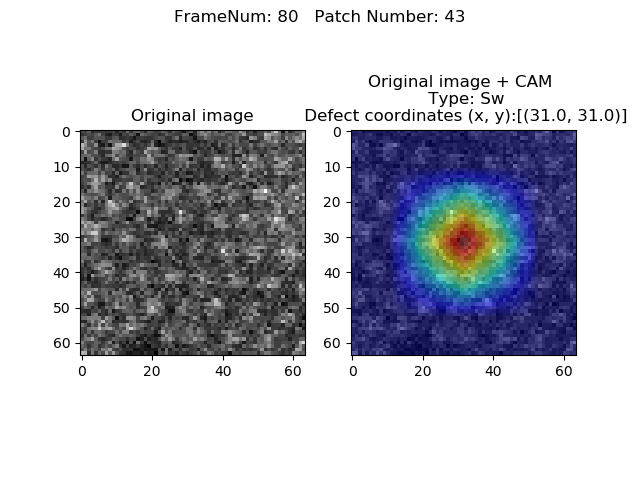 FrameNum: 80   Patch Number: 43
Original image
Original image + CAM
Type: Sw
Defect coordinates (x, y):[(31.0, 31.0)]
0
10
20
30
40
50
60
0 20 40 60
0
10
20
30
40
50
60
0 20 40 60